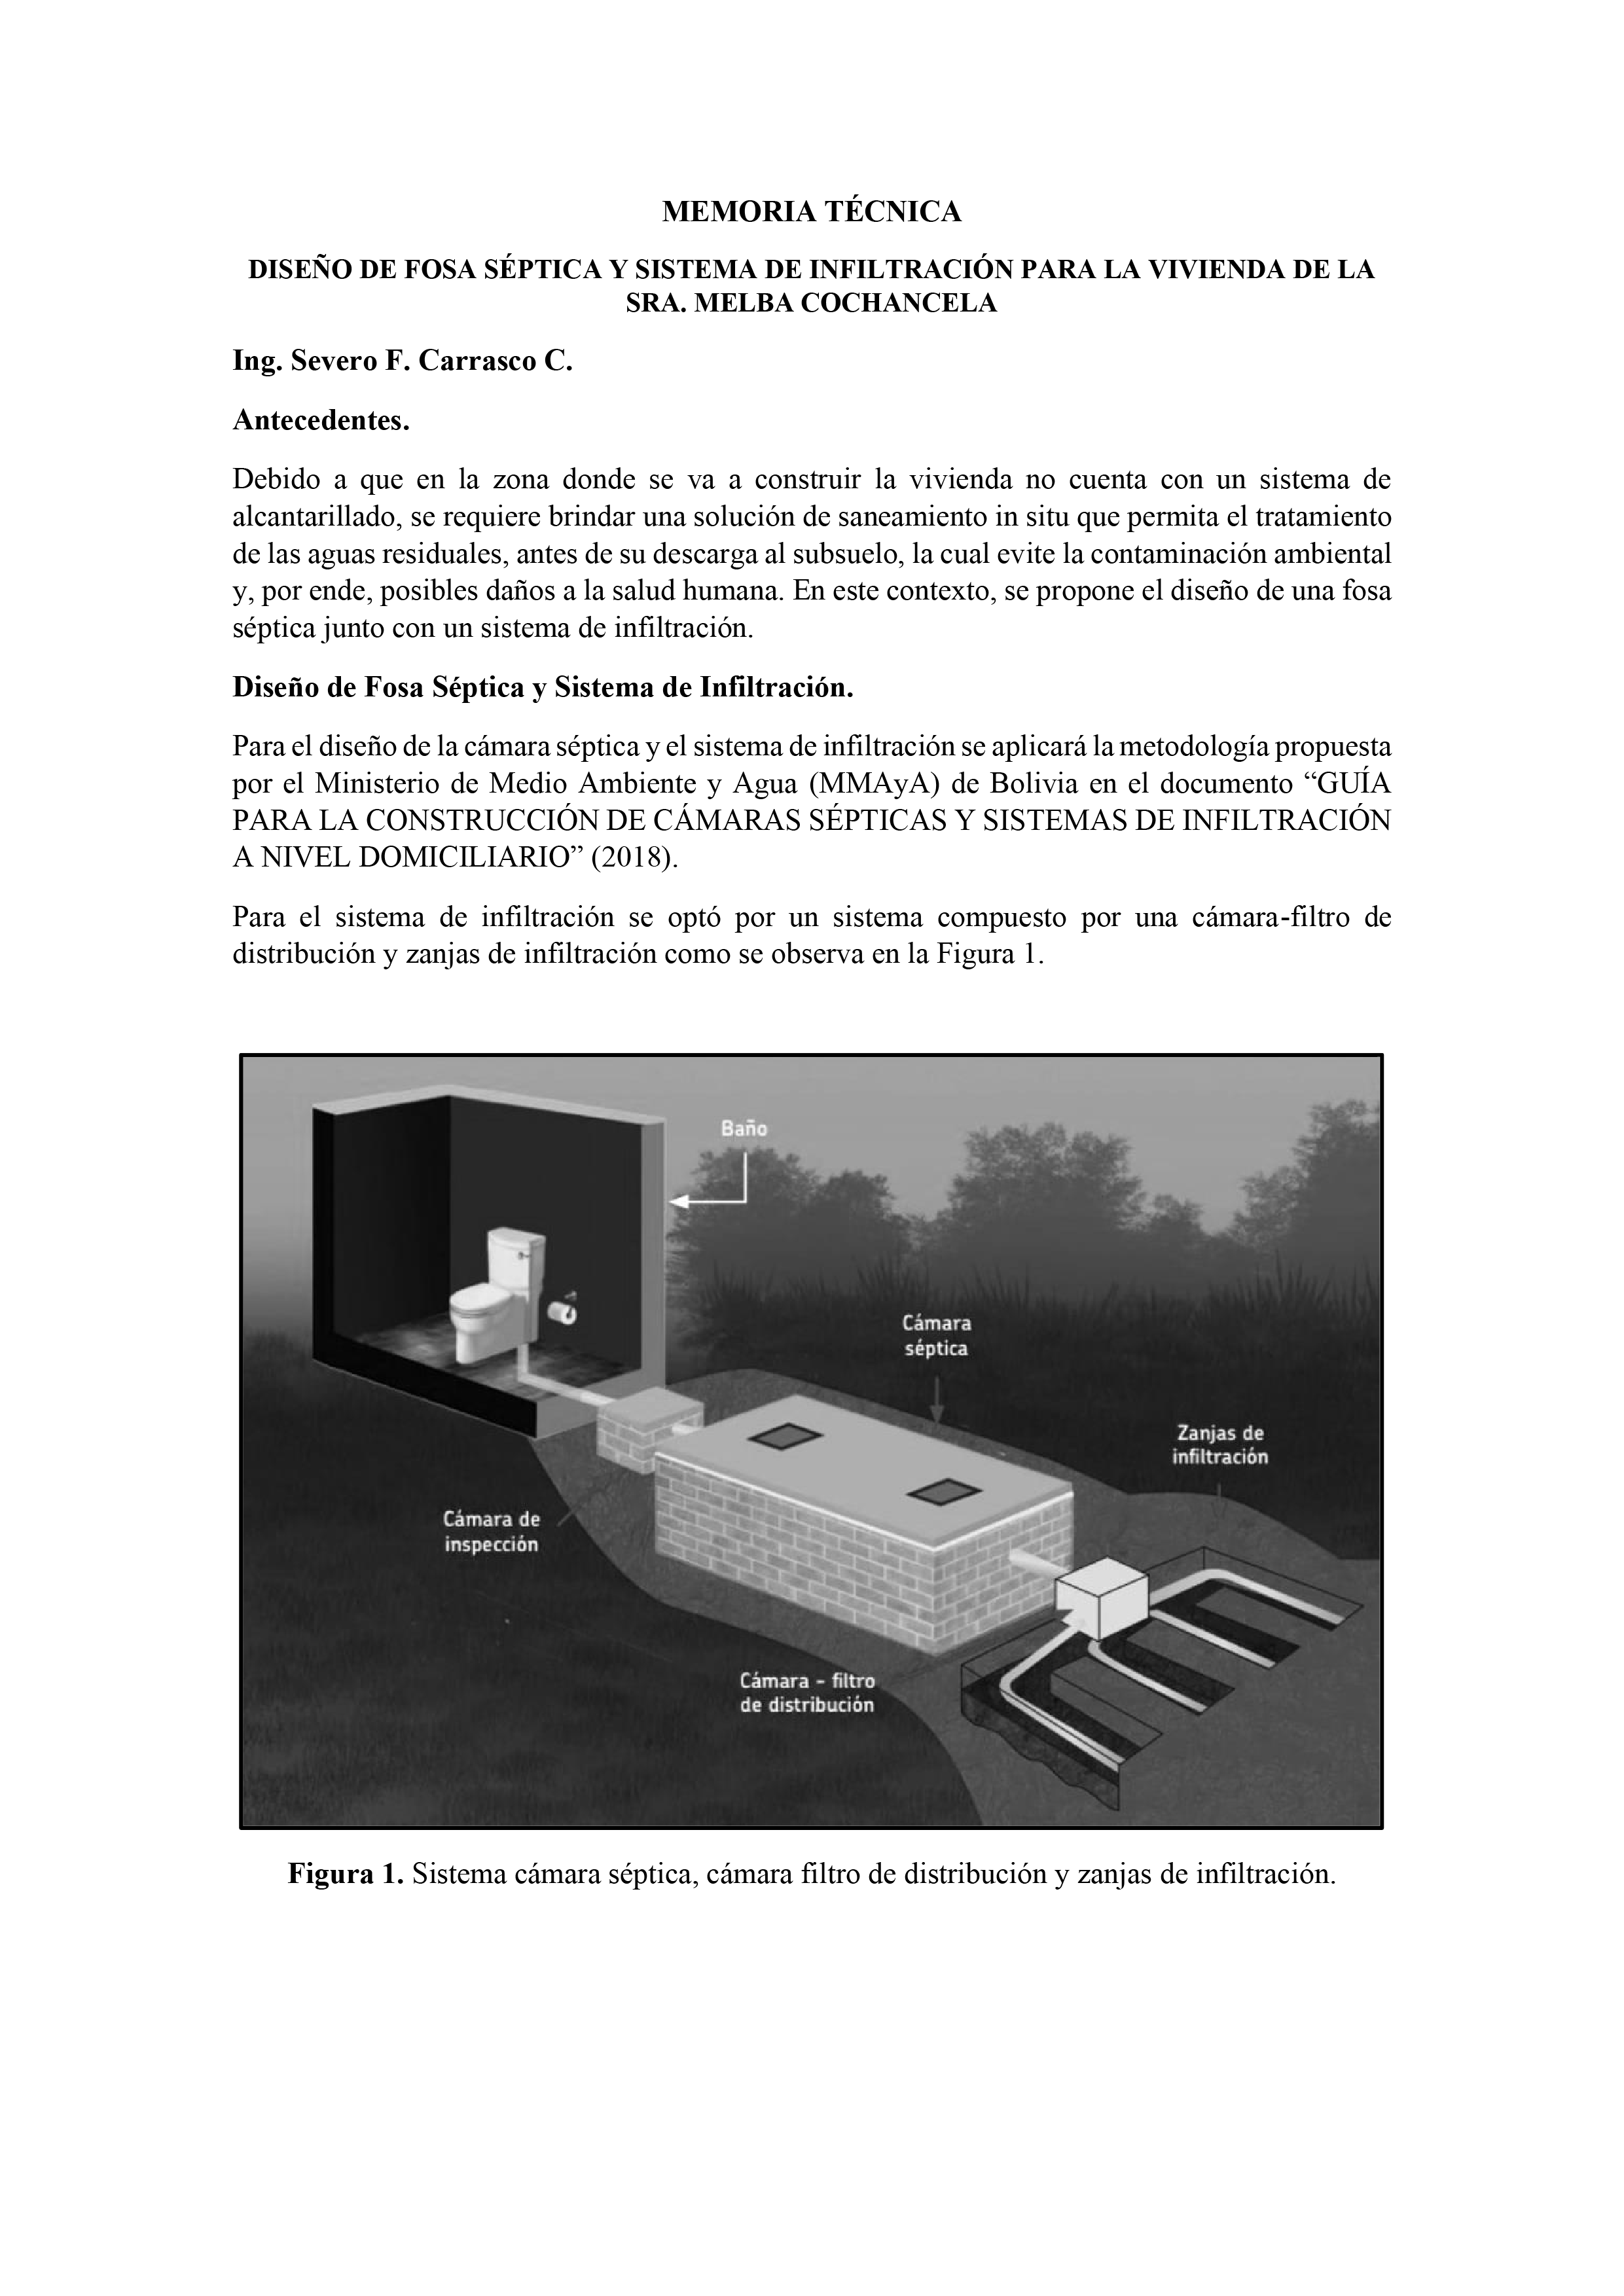 MEMORIA TÉCNICA
DISEÑO DE FOSA SÉPTICA Y SISTEMA DE INFILTRACIÓN PARA LA VIVIENDA DE LA
SRA. MELBA COCHANCELA
Ing. Severo F. Carrasco C.
Antecedentes.
Debido a que en la zona donde se va a construir la vivienda no cuenta con un sistema de
alcantarillado, se requiere brindar una solución de saneamiento in situ que permita el tratamiento
de las aguas residuales, antes de su descarga al subsuelo, la cual evite la contaminación ambiental
y, por ende, posibles daños a la salud humana. En este contexto, se propone el diseño de una fosa
séptica junto con un sistema de infiltración.
Diseño de Fosa Séptica y Sistema de Infiltración.
Para el diseño de la cámara séptica y el sistema de infiltración se aplicará la metodología propuesta
por el Ministerio de Medio Ambiente y Agua (MMAyA) de Bolivia en el documento “GUÍA
PARA LA CONSTRUCCIÓN DE CÁMARAS SÉPTICAS Y SISTEMAS DE INFILTRACIÓN
A NIVEL DOMICILIARIO” (2018).
Para el sistema de infiltración se optó por un sistema compuesto por una cámara-filtro de
distribución y zanjas de infiltración como se observa en la Figura 1.
Baño
Cámara
séptica
Zanjas de
infiltración
Cámara de
inspección
Cámara - filtro
de distribución
Figura 1. Sistema cámara séptica, cámara filtro de distribución y zanjas de infiltración.